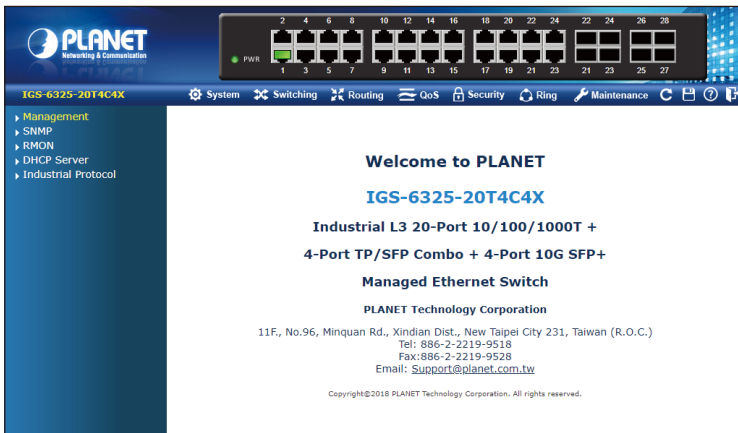 PLANET
Networking & Communication
2 4 6 8 10 12 14 16 18 20 22 24 22 24 26 28
PWR
1 3 5 7 9 11 13 15 17 19 21 23 21 23 25 27
IGS-6325-20T4C4X
System Switching Routing QoS Security Ring Maintenance
Management
SNMP
RMON
DHCP Server
Industrial Protocol
Welcome to PLANET
IGS-6325-20T4C4X
Industrial L3 20-Port 10/100/1000T +
4-Port TP/SFP Combo + 4-Port 10G SFP+
Managed Ethernet Switch
PLANET Technology Corporation
11F., No.96, Minquan Rd., Xindian Dist., New Taipei City 231, Taiwan (R.O.C.)
Tel: 886-2-2219-9518
Fax:886-2-2219-9528
Email: Support@planet.com.tw
Copyright©2018 PLANET Technology Corporation. All rights reserved.